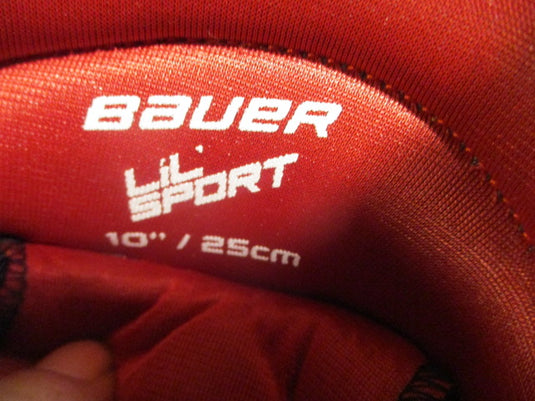 BAUER
LiL
SPORT
10" / 25cm